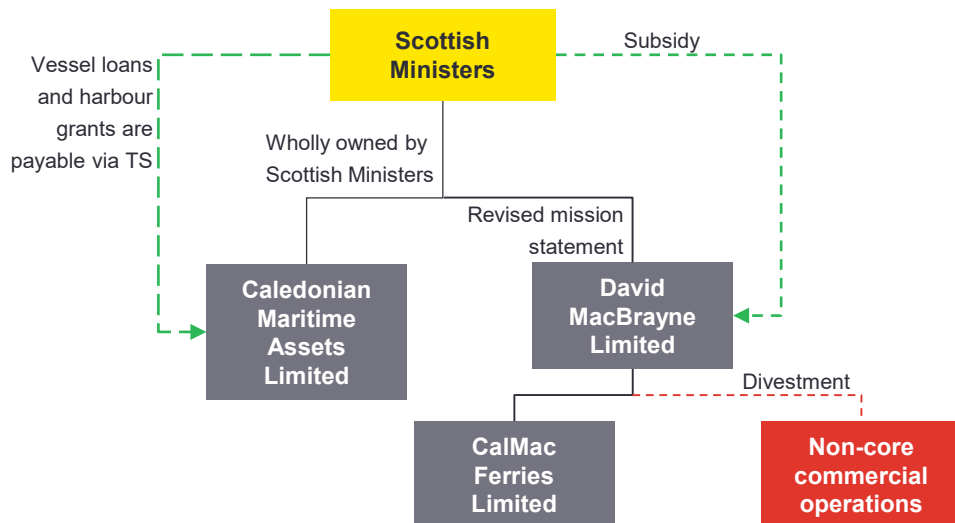 Scottish
Ministers
Subsidy
Vessel loans
and harbour
grants are
payable via TS
Wholly owned by
Scottish Ministers
Revised mission
statement
Caledonian
Maritime
Assets
Limited
David
MacBrayne
Limited
Divestment
CalMac
Ferries
Limited
Non-core
commercial
operations